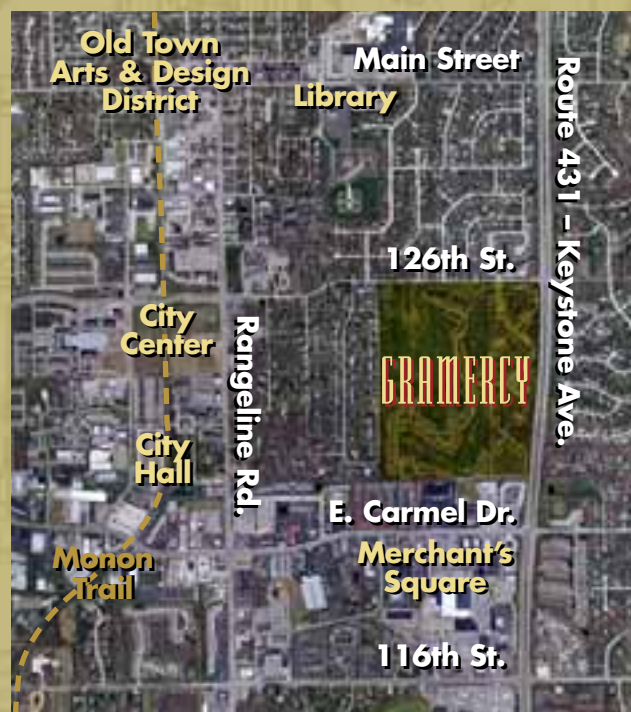 Old Town
Arts & Design
District
Main Street
Library
Route 431 – Keystone Ave.
126th St.
City
Center
Rangeline Rd.
GRAMERCY
City
Hall
E. Carmel Dr.
Monon
Trail
Merchant's
Square
116th St.